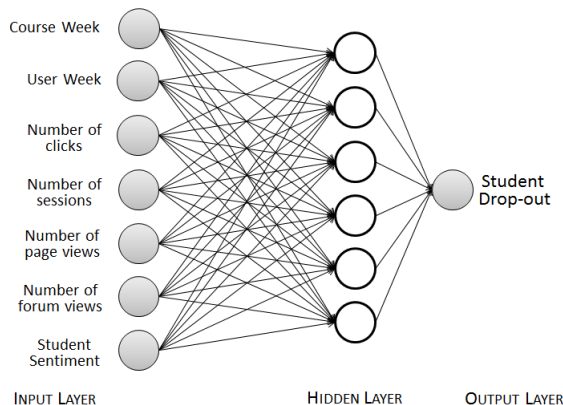 Course Week
User Week
Number of
clicks
Number of
sessions
Number of
page views
Number of
forum views
Student
Sentiment
Student
Drop-out
INPUT LAYER
HIDDEN LAYER
OUTPUT LAYER